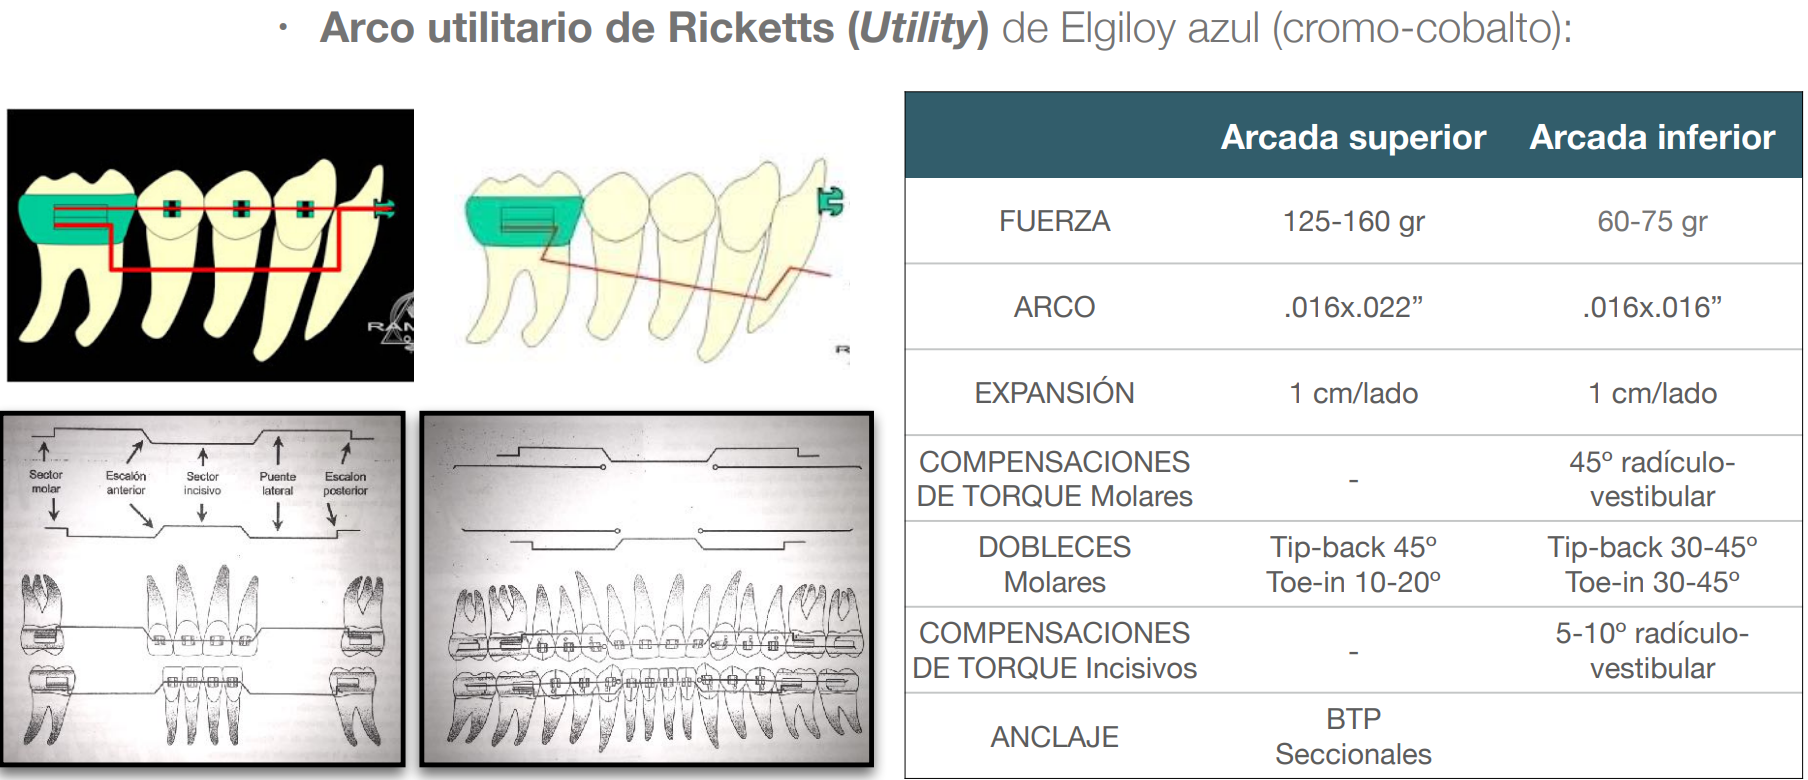 · Arco utilitario de Ricketts (Utility) de Elgiloy azul (cromo-cobalto):
RAM
Sector
molar
Escalón
anterior
Sector
incisivo
Puente
lateral
Escalon
posterior
Arcada superior Arcada inferior
FUERZA 125-160 gr 60-75 gr
ARCO .016x.022” .016x.016”
EXPANSIÓN 1 cm/lado 1 cm/lado
COMPENSACIONES
DE TORQUE Molares
-
45º radículo-
vestibular
DOBLECES
Molares
Tip-back 45º
Toe-in 10-20º
Tip-back 30-45º
Toe-in 30-45º
COMPENSACIONES
DE TORQUE Incisivos
-
5-10º radículo-
vestibular
ANCLAJE
BTP
Seccionales